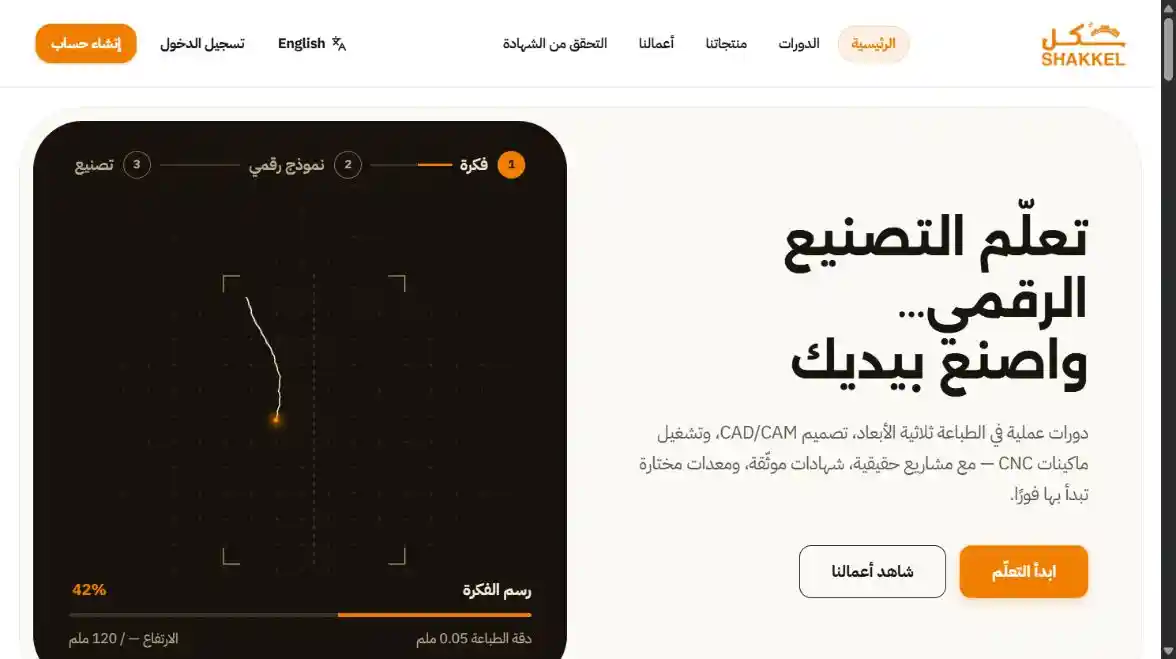 شكل
SHAKKEL
الرئيسية
الدورات
منتجاتنا
أعمالنا
التحقق من الشهادة
English
تسجيل الدخول
إنشاء حساب
تعلّم التصنيع
الرقمي...
واصنع بيديك
دورات عملية في الطباعة ثلاثية الأبعاد، تصميم CAD/CAM، وتشغيل
ماكينات CNC — مع مشاريع حقيقية، شهادات موثّقة، ومعدات مختارة
تبدأ بها فورًا.
ابدأ التعلّم
شاهد أعمالنا
1 فكرة
2 نموذج رقمي
3 تصنيع
رسم الفكرة
42%
دقة الطباعة 0.05 ملم
الارتفاع — / 120 ملم